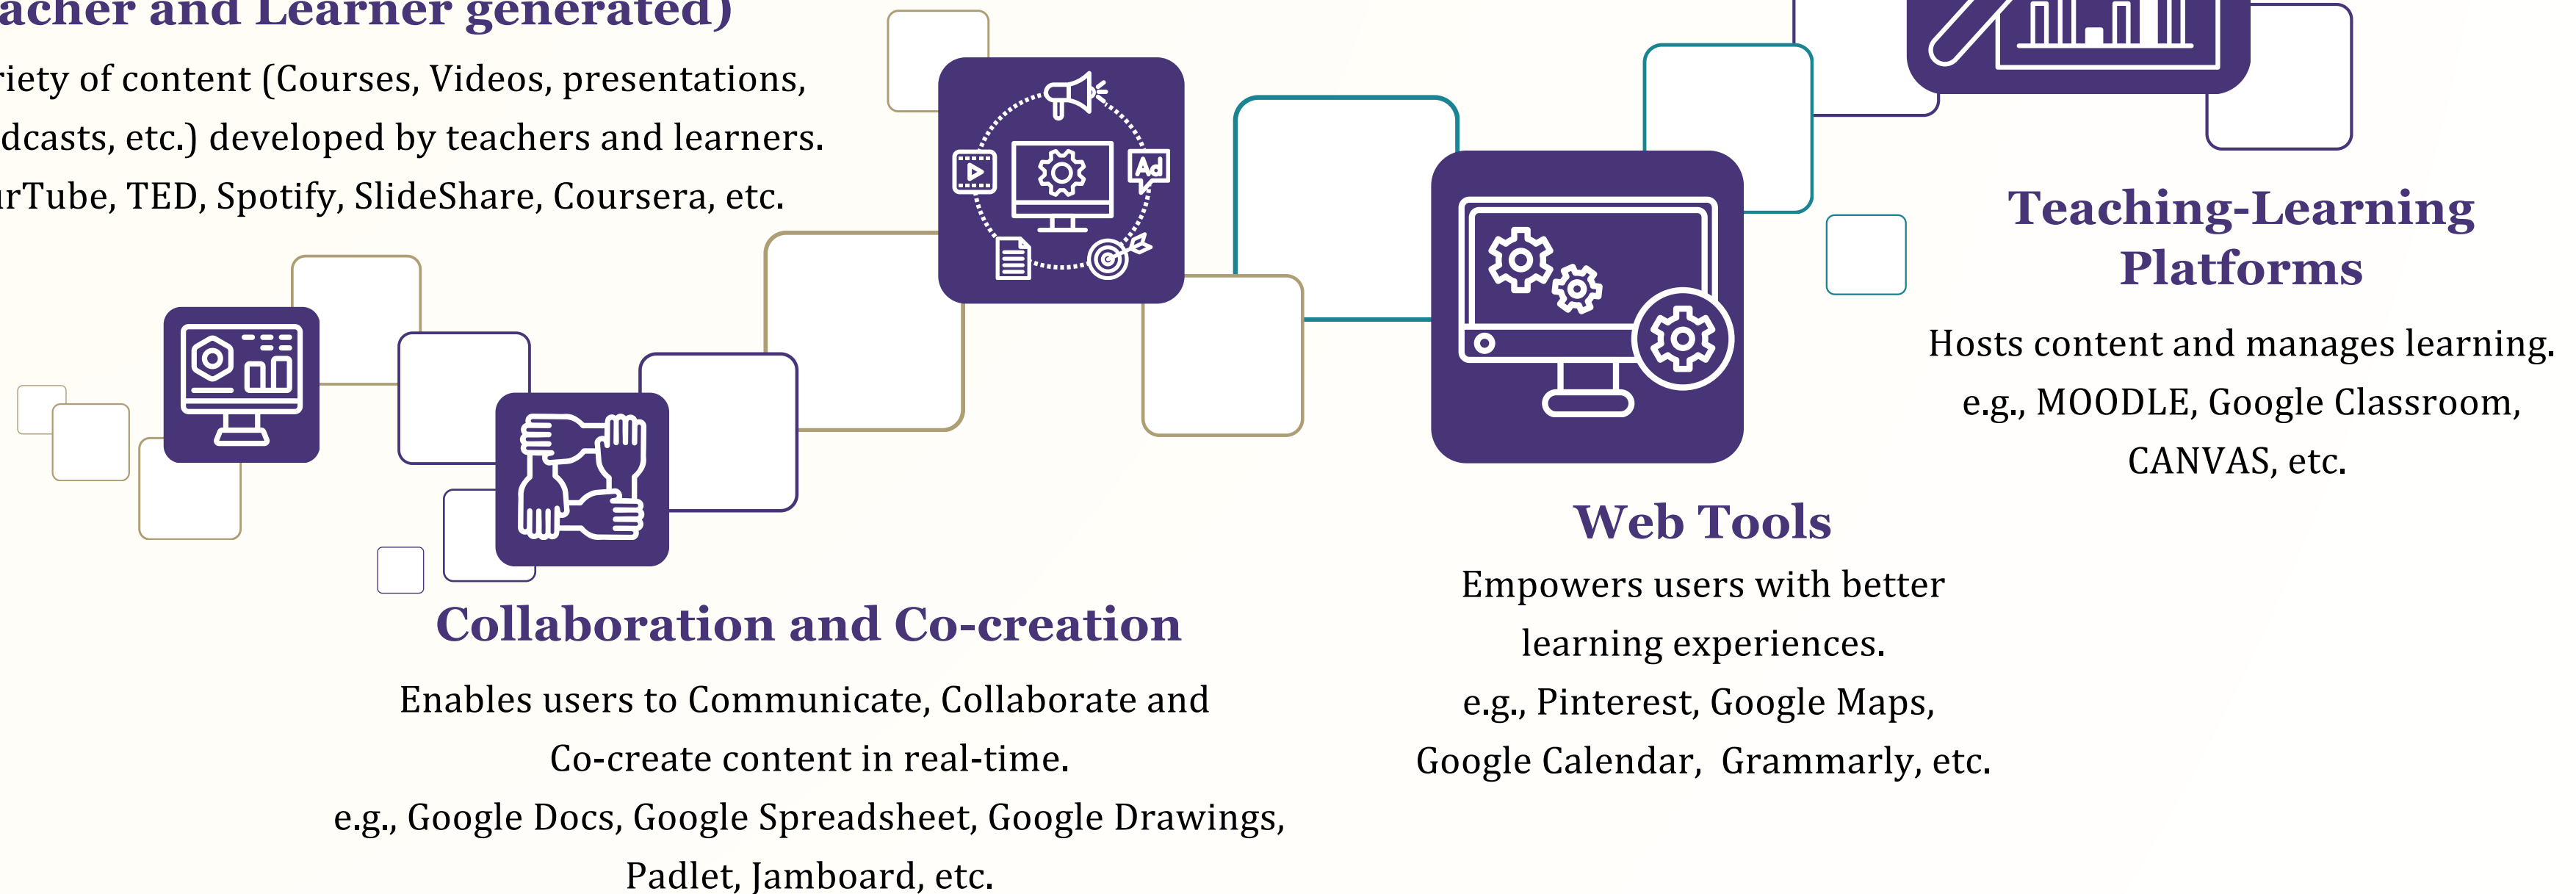 acher and Learner generated)
riety of content (Courses, Videos, presentations,
dcasts, etc.) developed by teachers and learners.
urTube, TED, Spotify, SlideShare, Coursera, etc.
Ad
Teaching-Learning
Platforms
Hosts content and manages learning.
e.g., MOODLE, Google Classroom,
CANVAS, etc.
Web Tools
Empowers users with better
learning experiences.
e.g., Pinterest, Google Maps,
Google Calendar, Grammarly, etc.
Collaboration and Co-creation
Enables users to Communicate, Collaborate and
Co-create content in real-time.
e.g., Google Docs, Google Spreadsheet, Google Drawings,
Padlet, Jamboard, etc.